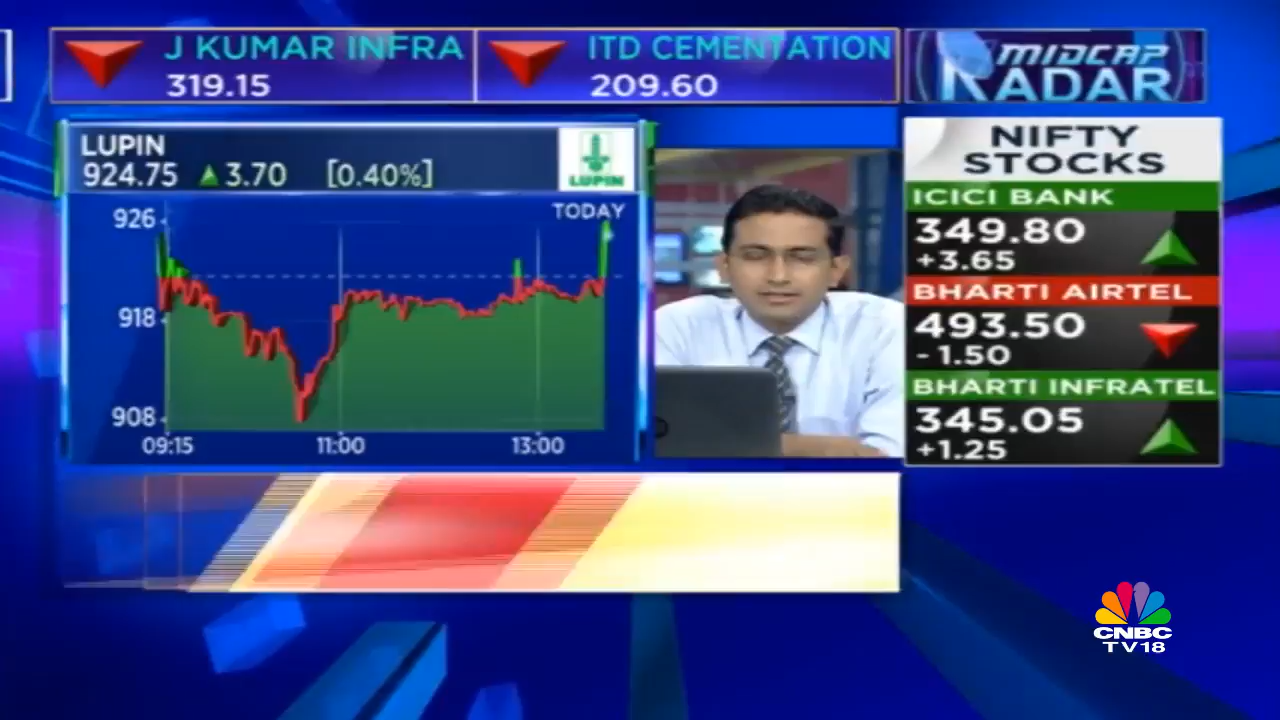 J KUMAR INFRA
319.15
ITD CEMENTATION
209.60
MIDCAP
RADAR
LUPIN
924.75 ▲ 3.70 [0.40%]
LUPIN
TODAY
926
918
908
09:15 11:00 13:00
NIFTY
STOCKS
ICICI BANK
349.80
+3.65
BHARTI AIRTEL
493.50
- 1.50
BHARTI INFRATEL
345.05
+1.25
CNBC
TV18